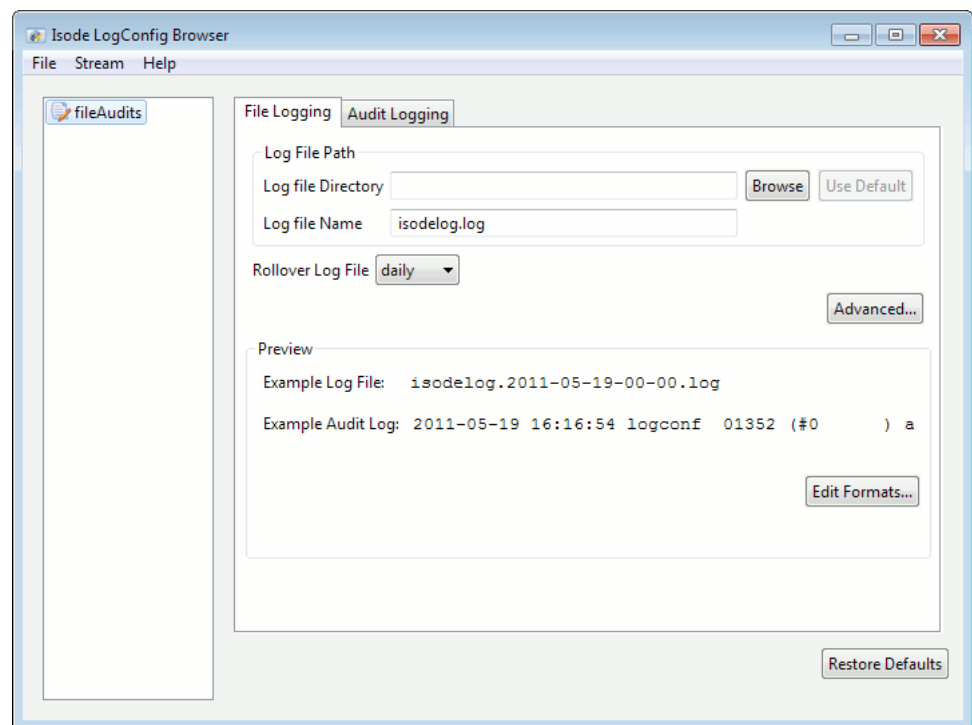 Isode LogConfig Browser
File Stream Help
fileAudits
File Logging Audit Logging
Log File Path
Log file Directory Browse Use Default
Log file Name isodelog.log
Rollover Log File daily
Advanced...
Preview
Example Log File: isodelog.2011-05-19-00-00.log
Example Audit Log: 2011-05-19 16:16:54 logconf 01352 (#0 ) a
Edit Formats...
Restore Defaults